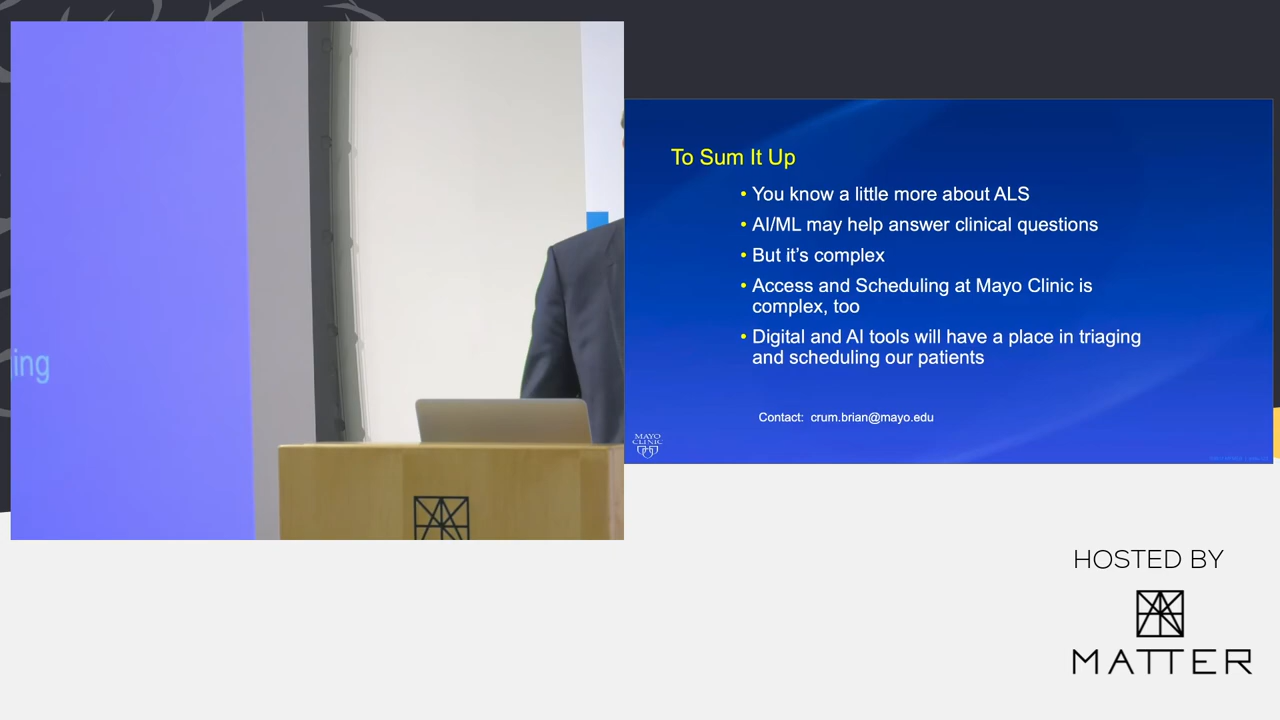 ing
To Sum It Up
• You know a little more about ALS
• AI/ML may help answer clinical questions
• But it's complex
• Access and Scheduling at Mayo Clinic is
complex, too
• Digital and AI tools will have a place in triaging
and scheduling our patients
Contact: crum.brian@mayo.edu
MAYO
CLINIC
HOSTED BY
MATTER